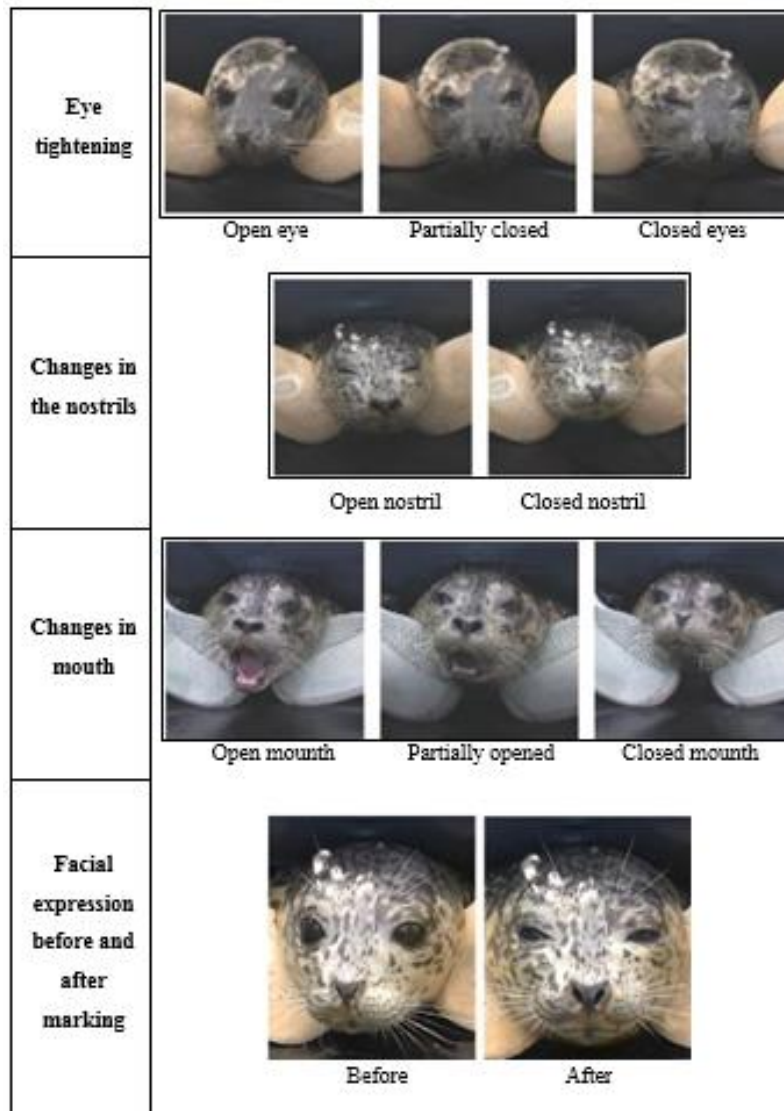 Eye
tightening
Open eye
Partially closed
Closed eyes
Changes in
the nostrils
Open nostril
Closed nostril
Changes in
mouth
Open mounth
Partially opened
Closed mounth
Facial
expression
before and
after
marking
Before
After